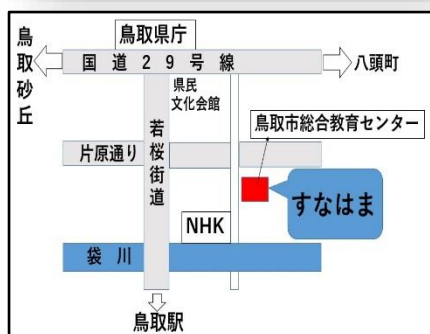 鳥取砂丘
鳥取県庁
国道29号線
八頭町
県民
文化会館
鳥取市総合教育センター
若桜街道
片原通り
すなはま
NHK
袋川
鳥取駅